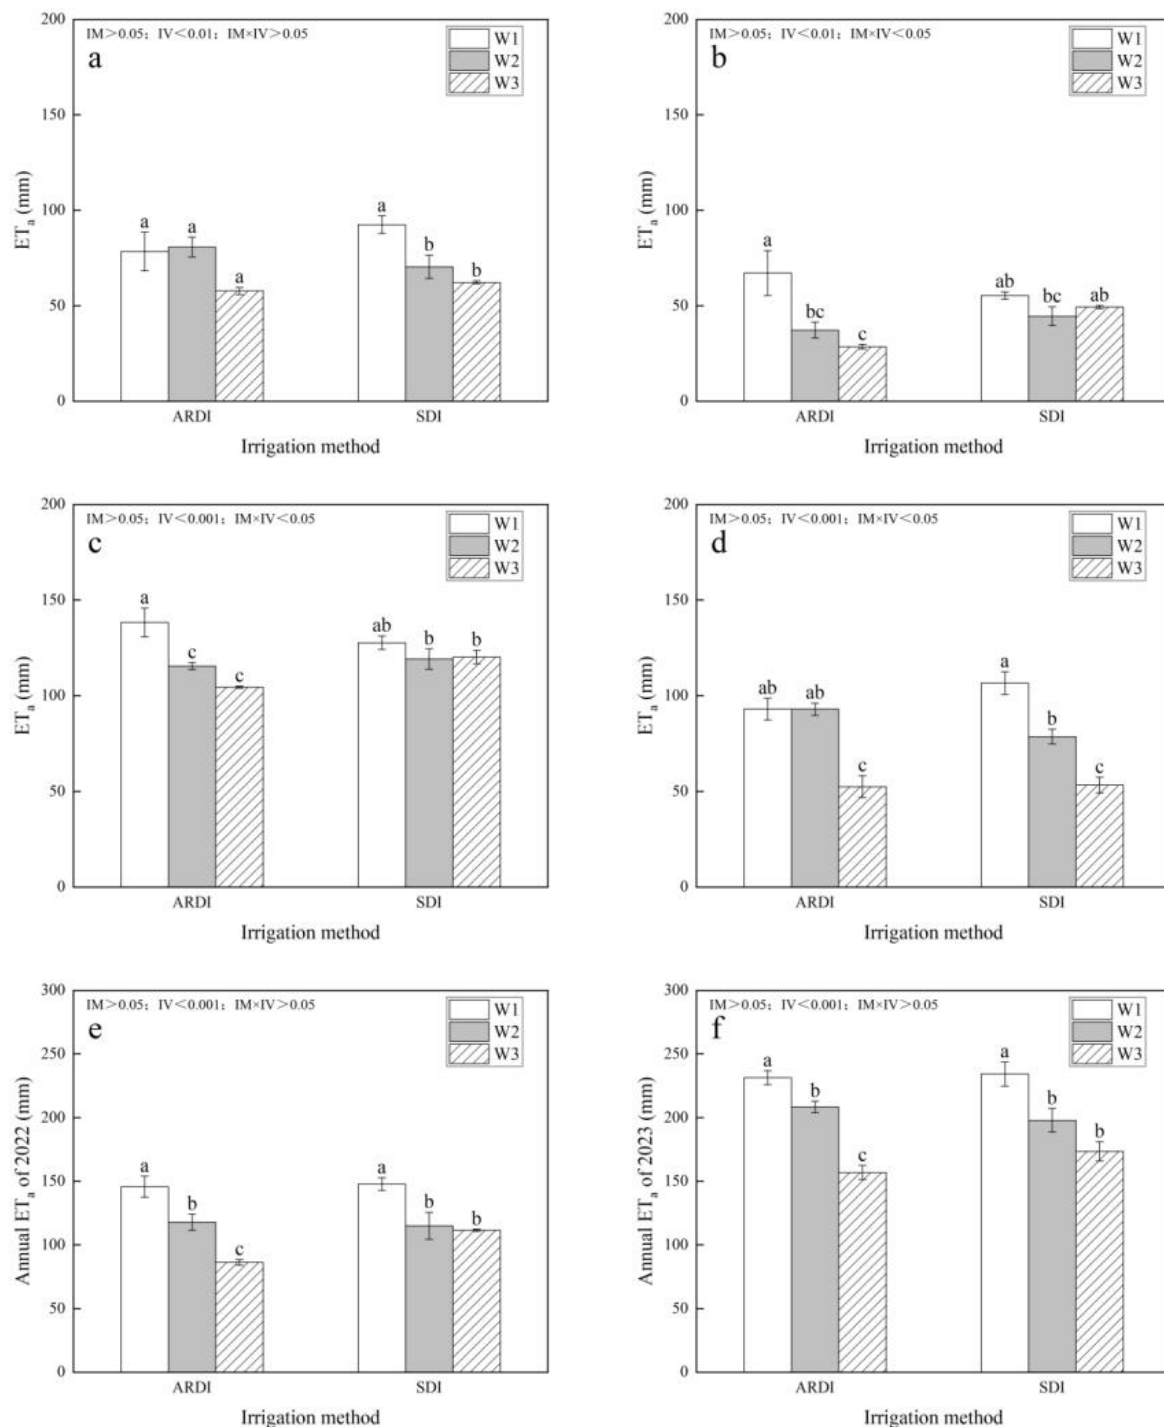 IM>0.05; IV<0.01; IM×IV>0.05
a
W1
W2
W3
200
150
100
50
0
ETa (mm)
a
a
a
a
b
b
ARDI
SDI
Irrigation method
IM>0.05; IV<0.01; IM×IV<0.05
b
W1
W2
W3
200
150
100
50
0
ETa (mm)
a
bc
c
ab
bc
ab
ARDI
SDI
Irrigation method
IM>0.05; IV<0.001; IM×IV<0.05
c
W1
W2
W3
200
150
100
50
0
ETa (mm)
a
c
c
ab
b
b
ARDI
SDI
Irrigation method
IM>0.05; IV<0.001; IM×IV<0.05
d
W1
W2
W3
200
150
100
50
0
ETa (mm)
ab
ab
c
a
b
c
ARDI
SDI
Irrigation method
IM>0.05; IV<0.001; IM×IV>0.05
e
W1
W2
W3
300
250
200
150
100
50
0
Annual ETa of 2022 (mm)
a
b
c
a
b
b
ARDI
SDI
Irrigation method
IM>0.05; IV<0.001; IM×IV>0.05
f
W1
W2
W3
300
250
200
150
100
50
0
Annual ETa of 2023 (mm)
a
b
c
a
b
b
ARDI
SDI
Irrigation method